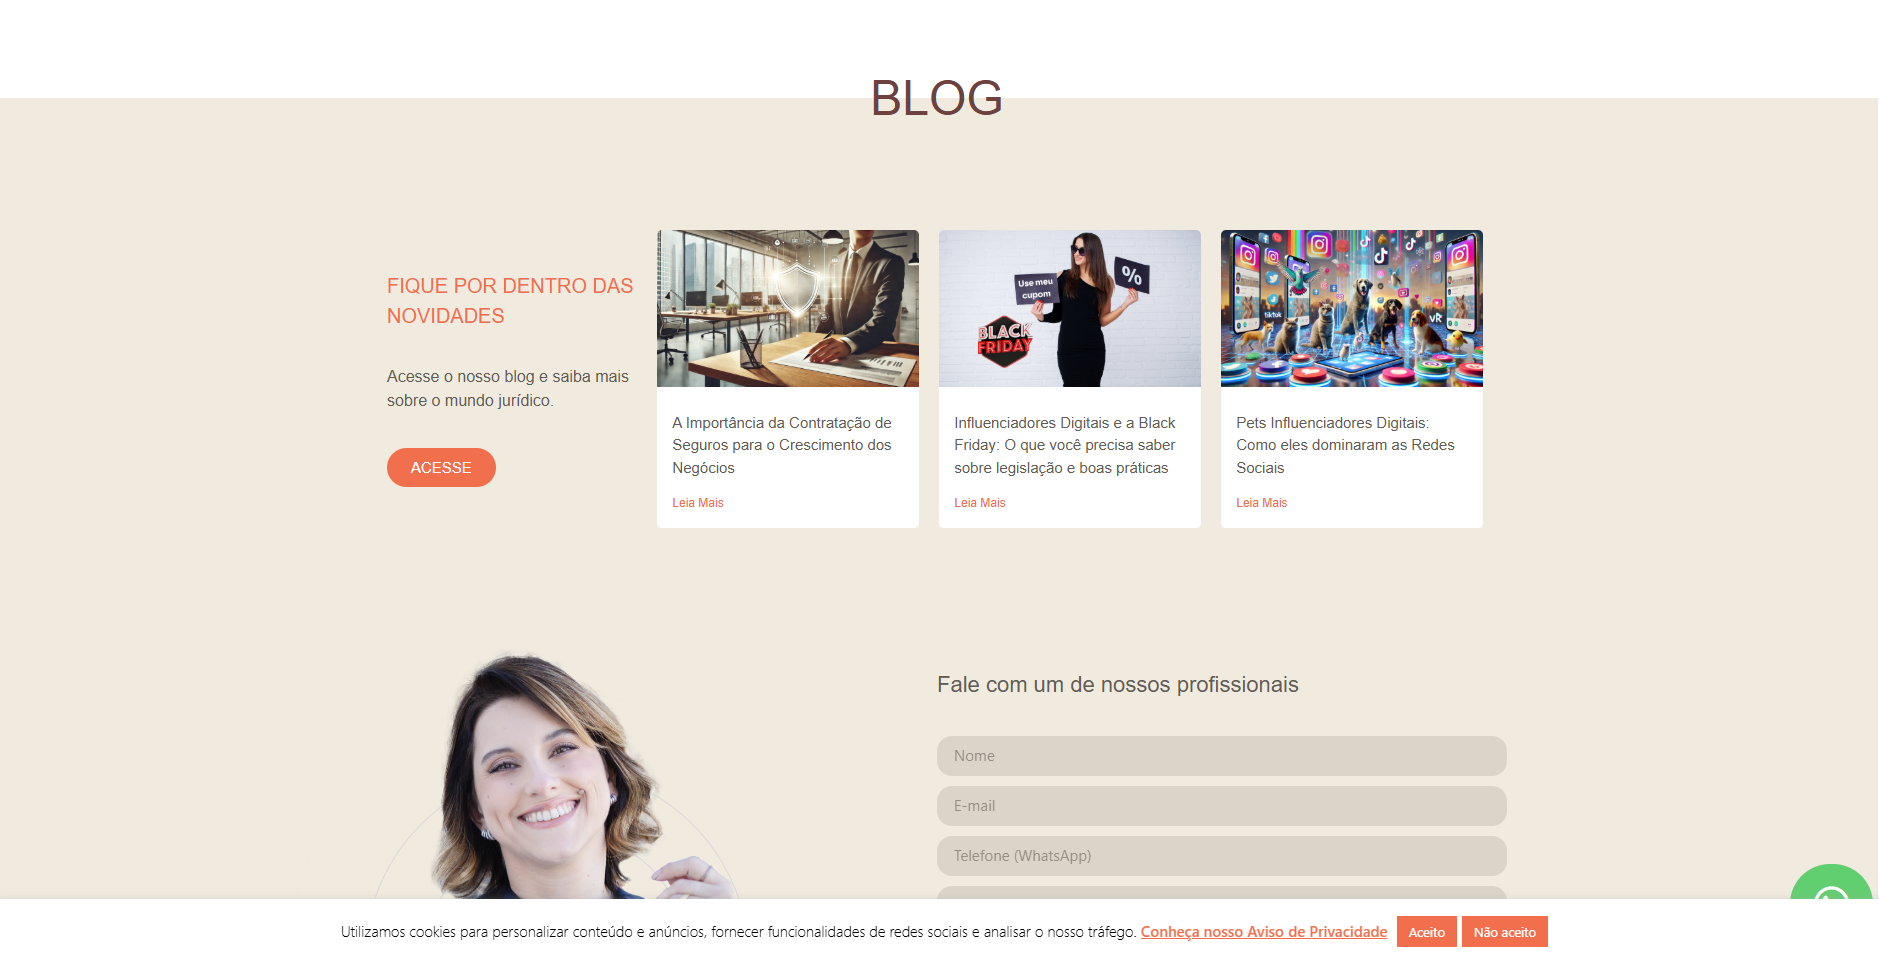 BLOG
FIQUE POR DENTRO DAS
NOVIDADES
Acesse o nosso blog e saiba mais
sobre o mundo jurídico.
ACESSE
A Importância da Contratação de
Seguros para o Crescimento dos
Negócios
Leia Mais
Use meu
cupom
%
BLACK
FRIDAY
Influenciadores Digitais e a Black
Friday: O que você precisa saber
sobre legislação e boas práticas
Leia Mais
TikTok
VR
Pets Influenciadores Digitais:
Como eles dominaram as Redes
Sociais
Leia Mais
Fale com um de nossos profissionais
Nome
E-mail
Telefone (WhatsApp)
Utilizamos cookies para personalizar conteúdo e anúncios, fornecer funcionalidades de redes sociais e analisar o nosso tráfego. Conheça nosso Aviso de Privacidade Aceito Não aceito